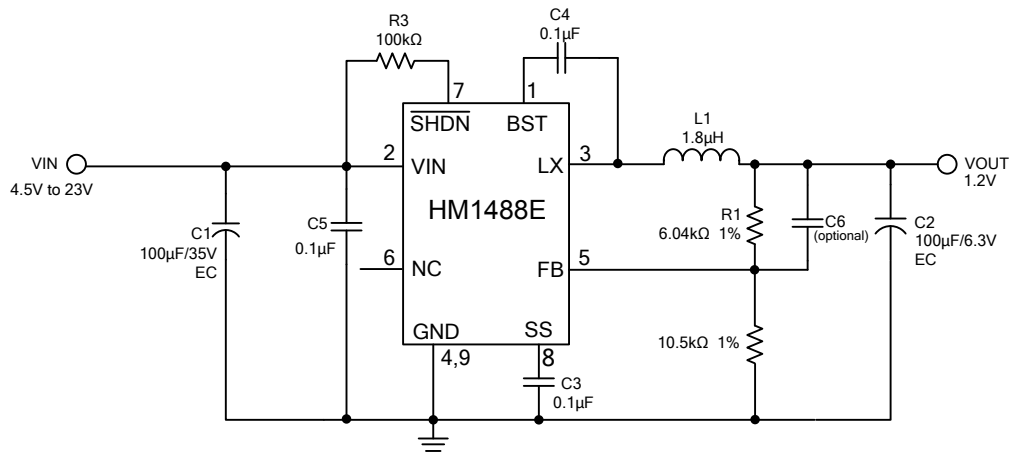 R3
100kΩ
C4
0.1µF
7
1
SHDN
BST
L1
1.8µH
VIN
4.5V to 23V
2
VIN
LX
3
VOUT
1.2V
HM1488E
C1
100µF/35V
EC
C5
0.1µF
R1
6.04kΩ 1%
C6
(optional)
C2
100µF/6.3V
EC
6
NC
FB
5
GND
SS
4,9
8
10.5kΩ 1%
C3
0.1µF